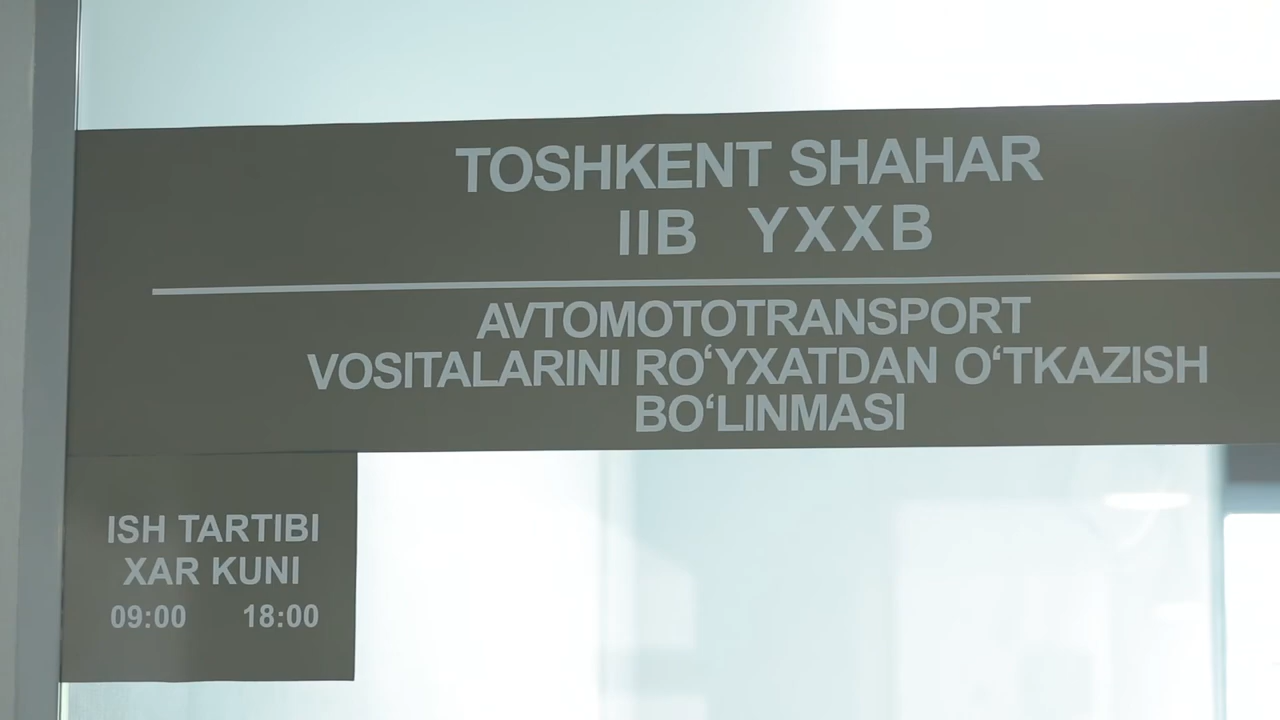 TOSHKENT SHAHAR
IIB YXXB
AVTOMOTOTRANSPORT
VOSITALARINI RO‘YXATDAN O‘TKAZISH
BO‘LINMASI
ISH TARTIBI
XAR KUNI
09:00 18:00